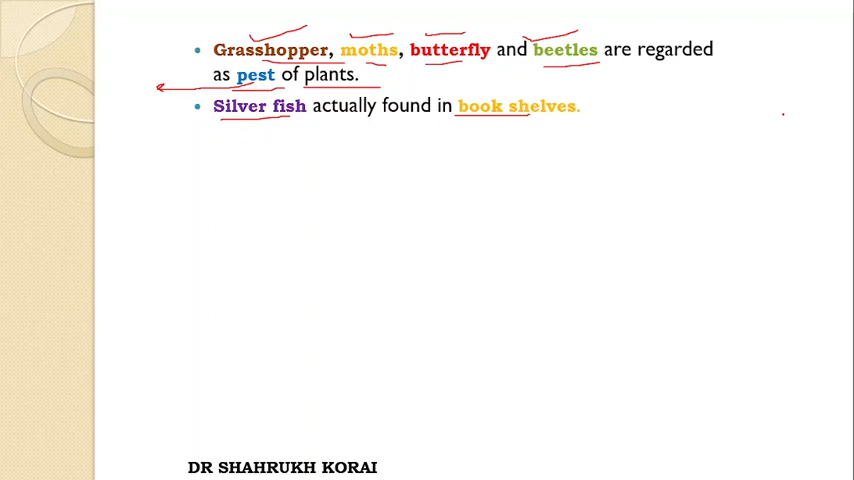 Grasshopper, moths, butterfly and beetles are regarded
as pest of plants.
Silver fish actually found in book shelves.
DR SHAHRUKH KORAI